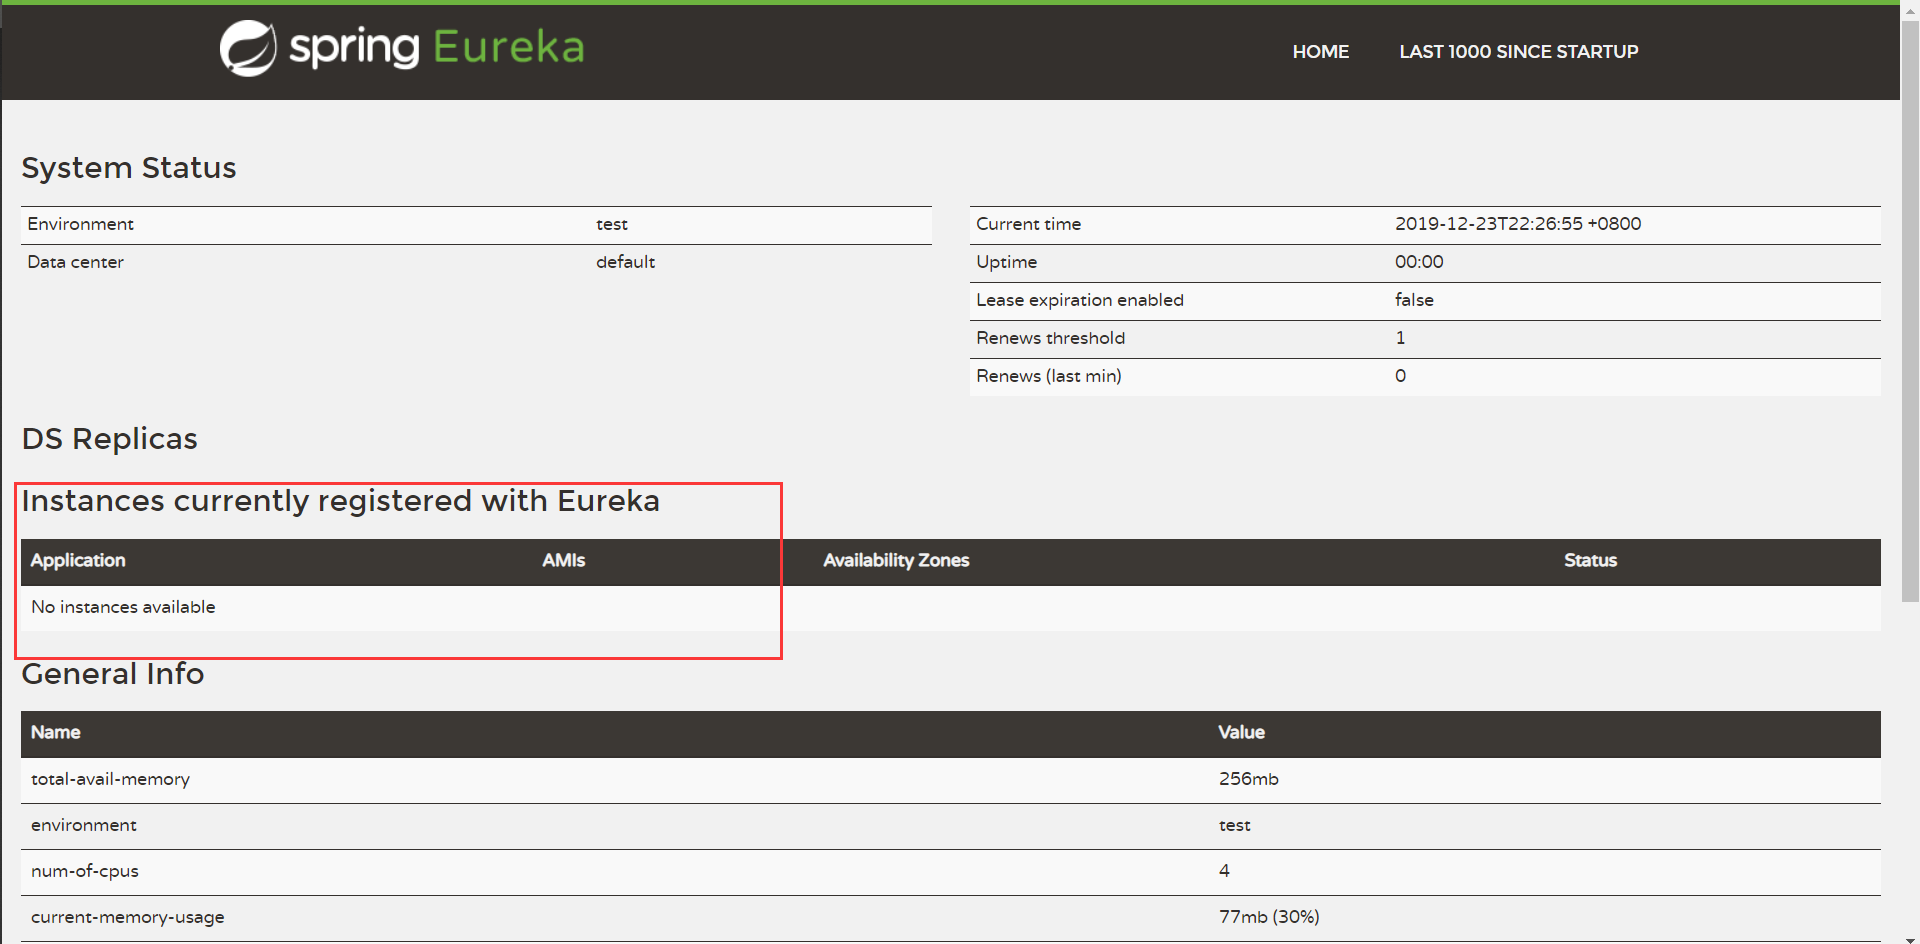 spring Eureka
HOME LAST 1000 SINCE STARTUP
System Status
Environment test
Data center default
Current time 2019-12-23T22:26:55 +0800
Uptime 00:00
Lease expiration enabled false
Renews threshold 1
Renews (last min) 0
DS Replicas
Instances currently registered with Eureka
Application AMIs Availability Zones Status
No instances available
General Info
Name Value
total-avail-memory 256mb
environment test
num-of-cpus 4
current-memory-usage 77mb (30%)